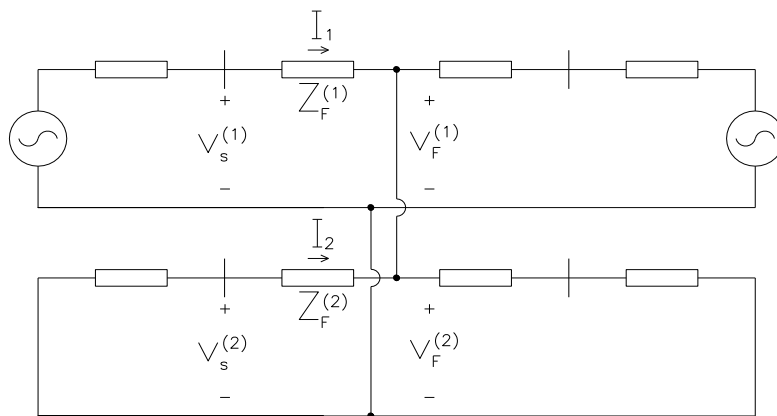 I₁
Z_F^(1)
+ +
V_s^(1) V_F^(1)
− −
I₂
Z_F^(2)
+ +
V_s^(2) V_F^(2)
− −